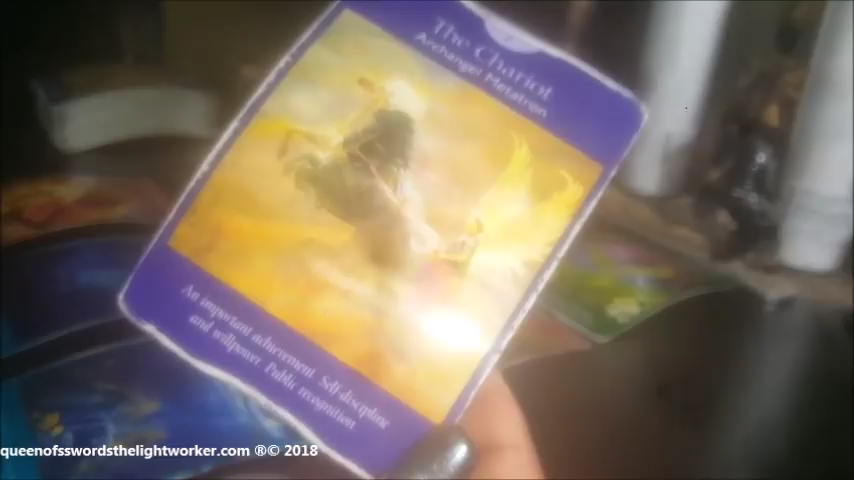 The Chariot
Archangel Metatron
An important achievement Self-discipline
and willpower Public recognition
queenofsswordsthelightworker.com ®© 2018